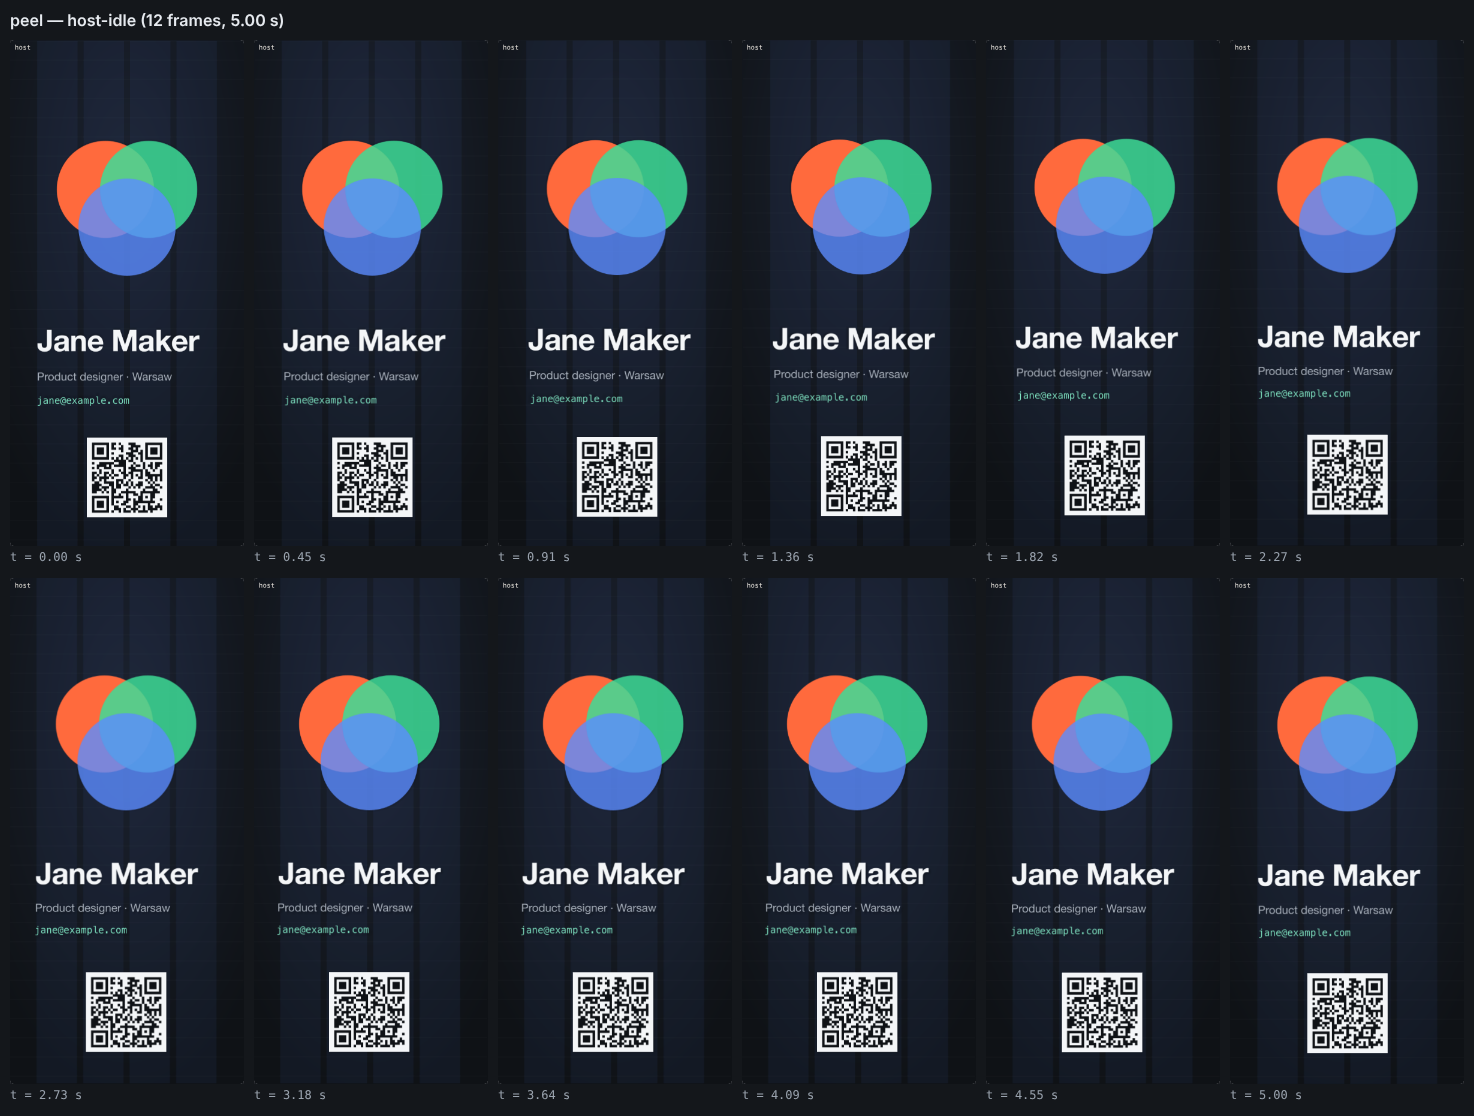 peel — host-idle (12 frames, 5.00 s)
host
Jane Maker
Product designer · Warsaw
jane@example.com
t = 0.00 s
host
Jane Maker
Product designer · Warsaw
jane@example.com
t = 0.45 s
host
Jane Maker
Product designer · Warsaw
jane@example.com
t = 0.91 s
host
Jane Maker
Product designer · Warsaw
jane@example.com
t = 1.36 s
host
Jane Maker
Product designer · Warsaw
jane@example.com
t = 1.82 s
host
Jane Maker
Product designer · Warsaw
jane@example.com
t = 2.27 s
host
Jane Maker
Product designer · Warsaw
jane@example.com
t = 2.73 s
host
Jane Maker
Product designer · Warsaw
jane@example.com
t = 3.18 s
host
Jane Maker
Product designer · Warsaw
jane@example.com
t = 3.64 s
host
Jane Maker
Product designer · Warsaw
jane@example.com
t = 4.09 s
host
Jane Maker
Product designer · Warsaw
jane@example.com
t = 4.55 s
host
Jane Maker
Product designer · Warsaw
jane@example.com
t = 5.00 s